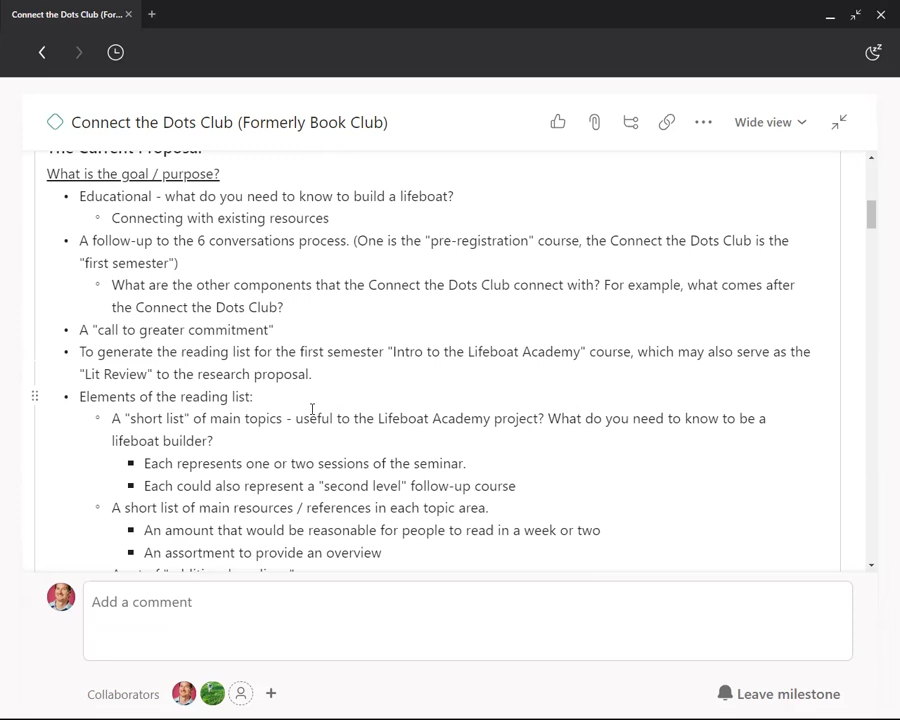 Connect the Dots Club (For...
Connect the Dots Club (Formerly Book Club)
Wide view
The Current Proposal
What is the goal / purpose?
• Educational - what do you need to know to build a lifeboat?
◦ Connecting with existing resources
• A follow-up to the 6 conversations process. (One is the "pre-registration" course, the Connect the Dots Club is the
"first semester")
◦ What are the other components that the Connect the Dots Club connect with? For example, what comes after
the Connect the Dots Club?
• A "call to greater commitment"
• To generate the reading list for the first semester "Intro to the Lifeboat Academy" course, which may also serve as the
"Lit Review" to the research proposal.
• Elements of the reading list:
◦ A "short list" of main topics - useful to the Lifeboat Academy project? What do you need to know to be a
lifeboat builder?
▪ Each represents one or two sessions of the seminar.
▪ Each could also represent a "second level" follow-up course
◦ A short list of main resources / references in each topic area.
▪ An amount that would be reasonable for people to read in a week or two
▪ An assortment to provide an overview
Add a comment
Collaborators
Leave milestone